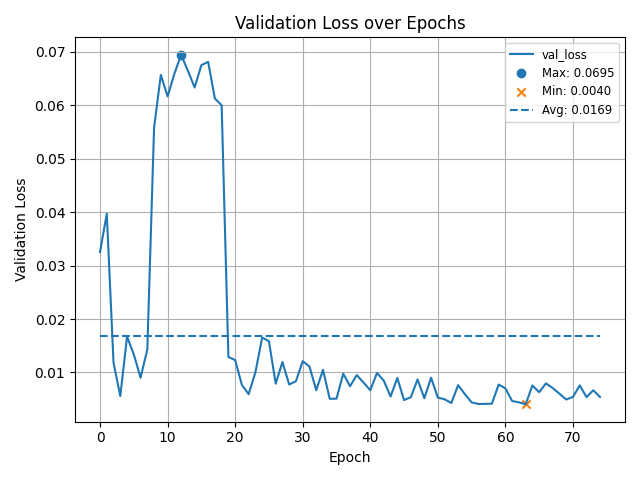 Validation Loss over Epochs
val_loss
Max: 0.0695
Min: 0.0040
Avg: 0.0169
Validation Loss
0.07
0.06
0.05
0.04
0.03
0.02
0.01
0 10 20 30 40 50 60 70
Epoch